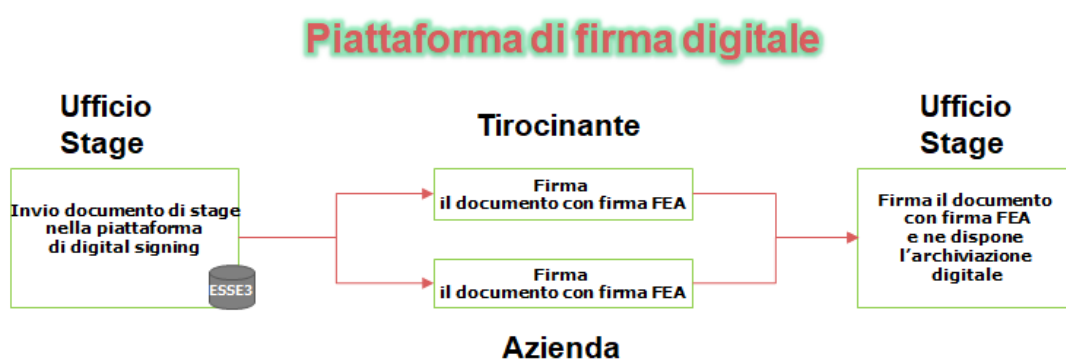 Piattaforma di firma digitale
Ufficio
Stage
Invio documento di stage
nella piattaforma
di digital signing
ESSE3
Tirocinante
Firma
il documento con firma FEA
Firma
il documento con firma FEA
Azienda
Ufficio
Stage
Firma il documento
con firma FEA
e ne dispone
l’archiviazione
digitale